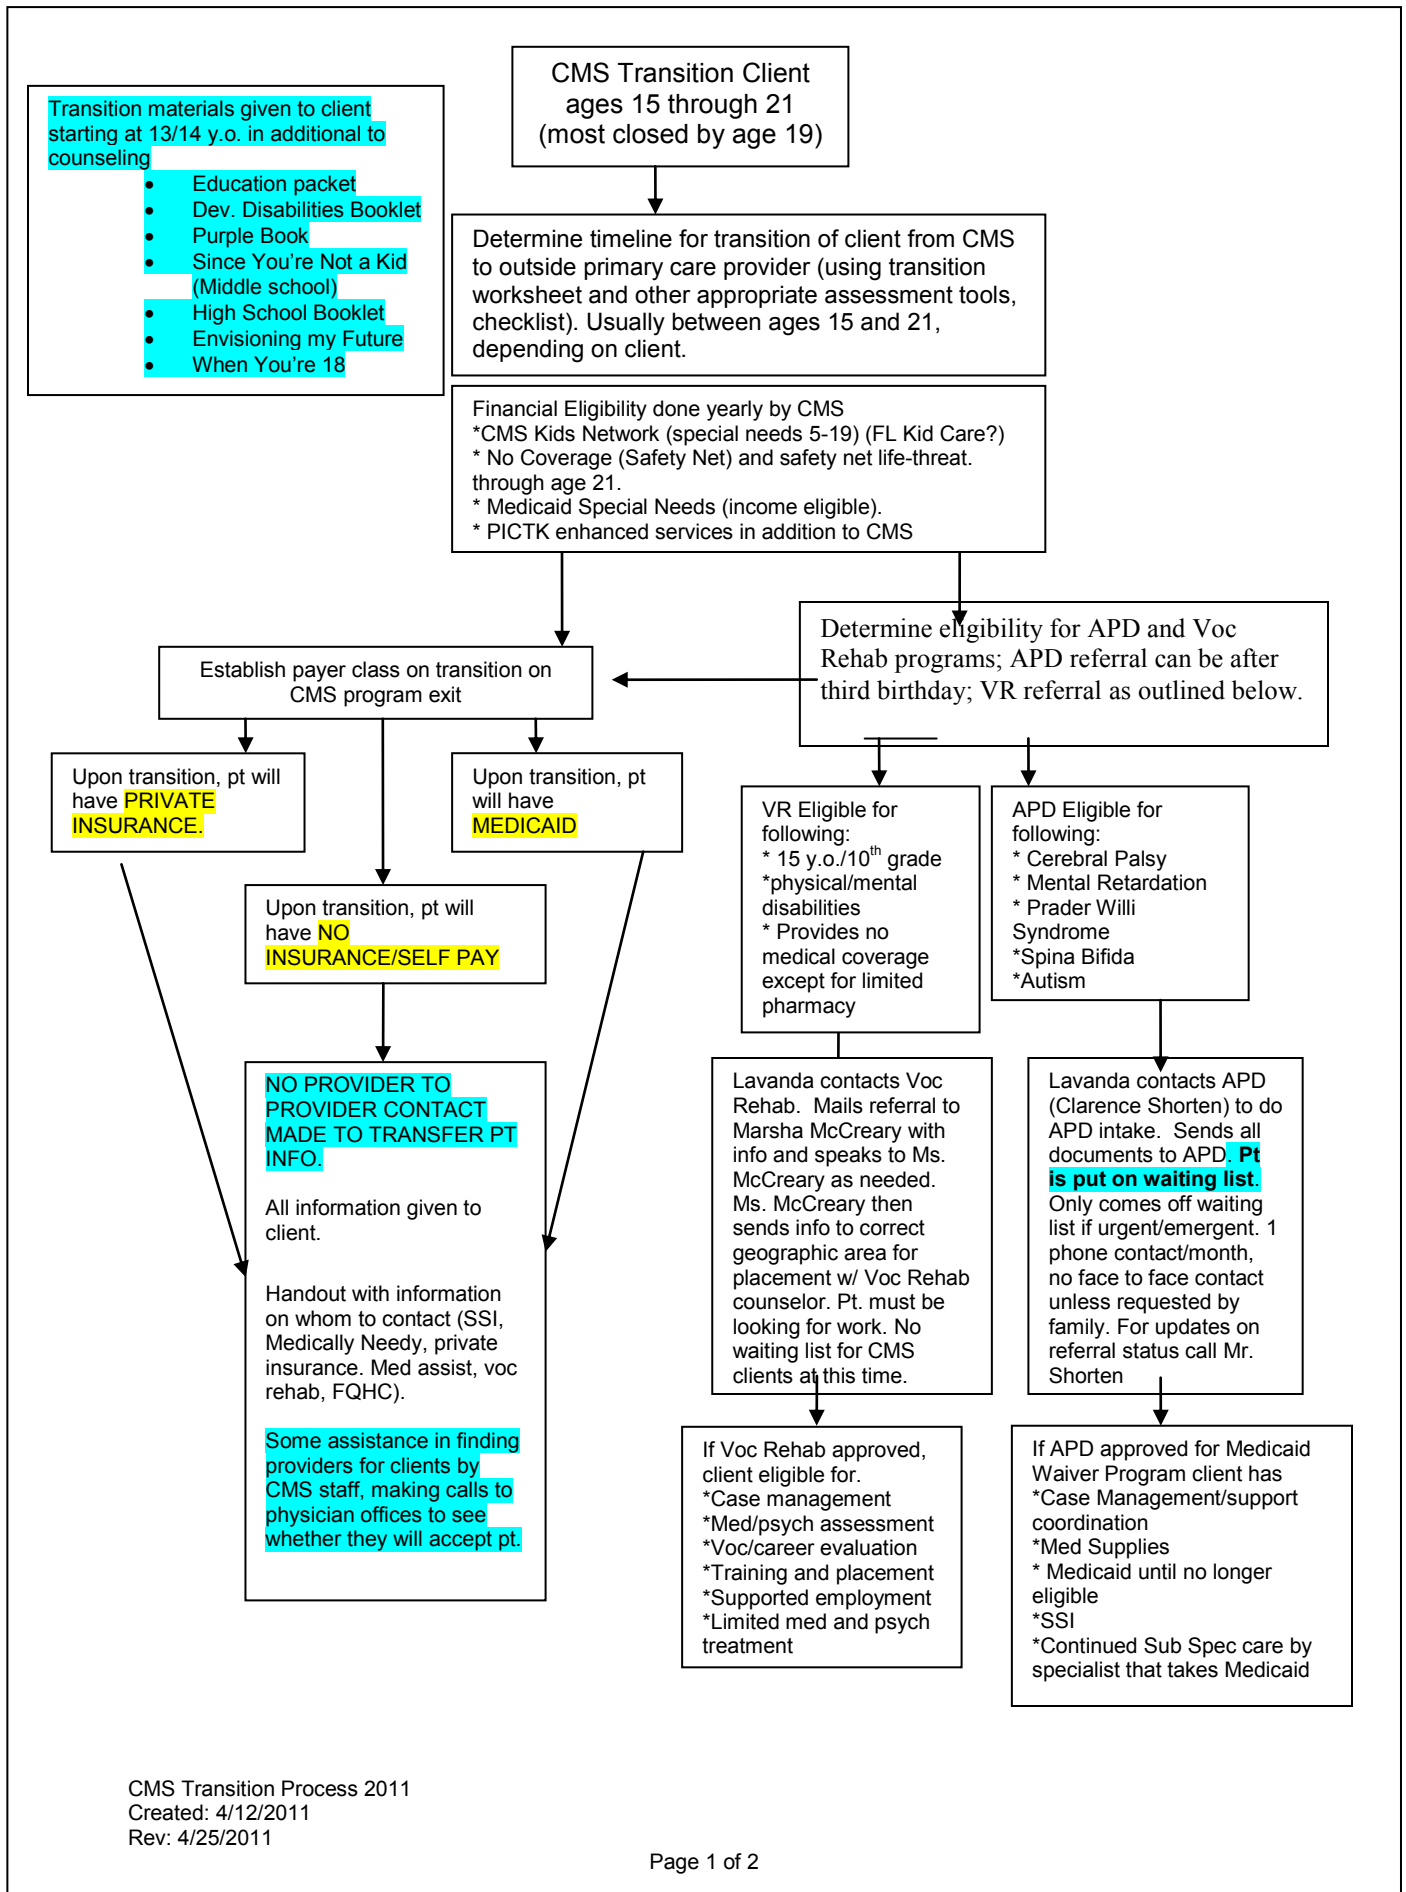 CMS Transition Client
ages 15 through 21
(most closed by age 19)
Transition materials given to client
starting at 13/14 y.o. in additional to
counseling
• Education packet
• Dev. Disabilities Booklet
• Purple Book
• Since You're Not a Kid
(Middle school)
• High School Booklet
• Envisioning my Future
• When You're 18
Determine timeline for transition of client from CMS
to outside primary care provider (using transition
worksheet and other appropriate assessment tools,
checklist). Usually between ages 15 and 21,
depending on client.
Financial Eligibility done yearly by CMS
*CMS Kids Network (special needs 5-19) (FL Kid Care?)
* No Coverage (Safety Net) and safety net life-threat.
through age 21.
* Medicaid Special Needs (income eligible).
* PICTK enhanced services in addition to CMS
Determine eligibility for APD and Voc
Rehab programs; APD referral can be after
third birthday; VR referral as outlined below.
Establish payer class on transition on
CMS program exit
Upon transition, pt will
have PRIVATE
INSURANCE.
Upon transition, pt
will have
MEDICAID
Upon transition, pt will
have NO
INSURANCE/SELF PAY
VR Eligible for
following:
* 15 y.o./10th grade
*physical/mental
disabilities
* Provides no
medical coverage
except for limited
pharmacy
APD Eligible for
following:
* Cerebral Palsy
* Mental Retardation
* Prader Willi
Syndrome
*Spina Bifida
*Autism
NO PROVIDER TO
PROVIDER CONTACT
MADE TO TRANSFER PT
INFO.
All information given to
client.
Handout with information
on whom to contact (SSI,
Medically Needy, private
insurance. Med assist, voc
rehab, FQHC).
Some assistance in finding
providers for clients by
CMS staff, making calls to
physician offices to see
whether they will accept pt.
Lavanda contacts Voc
Rehab. Mails referral to
Marsha McCreary with
info and speaks to Ms.
McCreary as needed.
Ms. McCreary then
sends info to correct
geographic area for
placement w/ Voc Rehab
counselor. Pt. must be
looking for work. No
waiting list for CMS
clients at this time.
Lavanda contacts APD
(Clarence Shorten) to do
APD intake. Sends all
documents to APD. Pt
is put on waiting list.
Only comes off waiting
list if urgent/emergent. 1
phone contact/month,
no face to face contact
unless requested by
family. For updates on
referral status call Mr.
Shorten
If Voc Rehab approved,
client eligible for.
*Case management
*Med/psych assessment
*Voc/career evaluation
*Training and placement
*Supported employment
*Limited med and psych
treatment
If APD approved for Medicaid
Waiver Program client has
*Case Management/support
coordination
*Med Supplies
* Medicaid until no longer
eligible
*SSI
*Continued Sub Spec care by
specialist that takes Medicaid
CMS Transition Process 2011
Created: 4/12/2011
Rev: 4/25/2011
Page 1 of 2